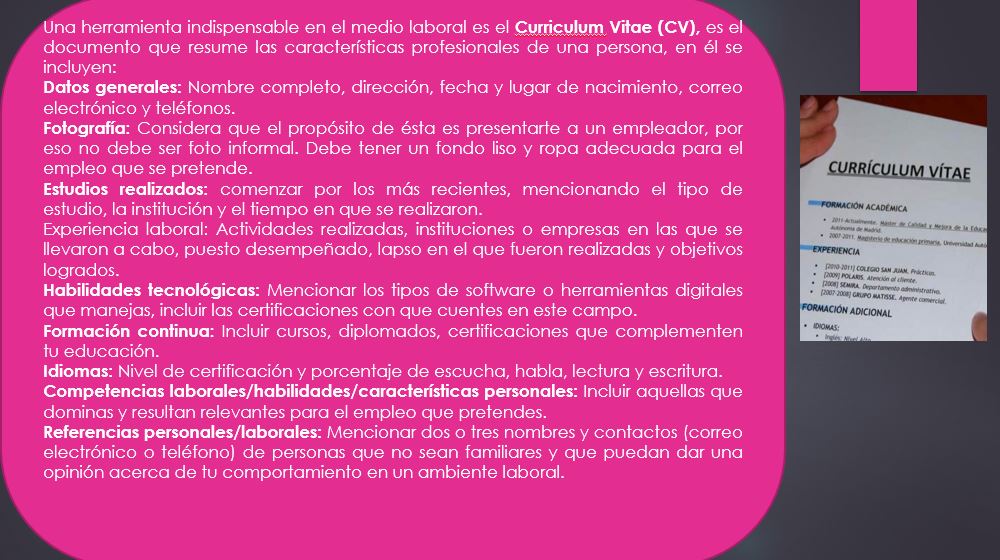 Una herramienta indispensable en el medio laboral es el Curriculum Vitae (CV), es el
documento que resume las características profesionales de una persona, en él se
incluyen:
Datos generales: Nombre completo, dirección, fecha y lugar de nacimiento, correo
electrónico y teléfonos.
Fotografía: Considera que el propósito de ésta es presentarte a un empleador, por
eso no debe ser foto informal. Debe tener un fondo liso y ropa adecuada para el
empleo que se pretende.
Estudios realizados: comenzar por los más recientes, mencionando el tipo de
estudio, la institución y el tiempo en que se realizaron.
Experiencia laboral: Actividades realizadas, instituciones o empresas en las que se
llevaron a cabo, puesto desempeñado, lapso en el que fueron realizadas y objetivos
logrados.
Habilidades tecnológicas: Mencionar los tipos de software o herramientas digitales
que manejas, incluir las certificaciones con que cuentes en este campo.
Formación continua: Incluir cursos, diplomados, certificaciones que complementen
tu educación.
Idiomas: Nivel de certificación y porcentaje de escucha, habla, lectura y escritura.
Competencias laborales/habilidades/características personales: Incluir aquellas que
dominas y resultan relevantes para el empleo que pretendes.
Referencias personales/laborales: Mencionar dos o tres nombres y contactos (correo
electrónico o teléfono) de personas que no sean familiares y que puedan dar una
opinión acerca de tu comportamiento en un ambiente laboral.
CURRÍCULUM VÍTAE
FORMACIÓN ACADÉMICA
2011-Actualmente. Máster de Calidad y Mejora de la
Autónoma de Madrid.
2007-2011. Magisterio de educación primaria, Universidad
EXPERIENCIA
[2010-2011] COLEGIO SAN JUAN. Prácticas.
[2009] POLARIS. Atención al cliente.
[2008] SEMIRA. Departamento administrativo.
[2007-2008] GRUPO MATISSE. Agente comercial.
FORMACIÓN ADICIONAL
IDIOMAS:
Inglés: Nivel Alto